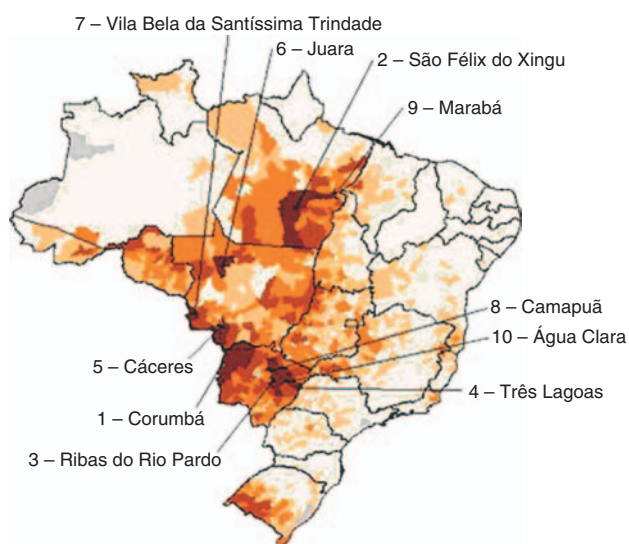 7 – Vila Bela da Santíssima Trindade
6 – Juara
2 – São Félix do Xingu
9 – Marabá
8 – Camapuã
10 – Água Clara
5 – Cáceres
4 – Três Lagoas
1 – Corumbá
3 – Ribas do Rio Pardo